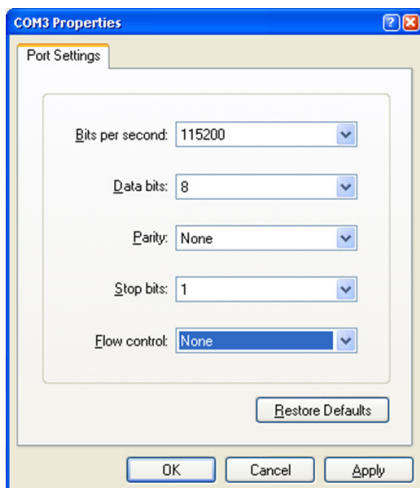 COM3 Properties
Port Settings
Bits per second: 115200
Data bits: 8
Parity: None
Stop bits: 1
Flow control: None
Restore Defaults
OK Cancel Apply